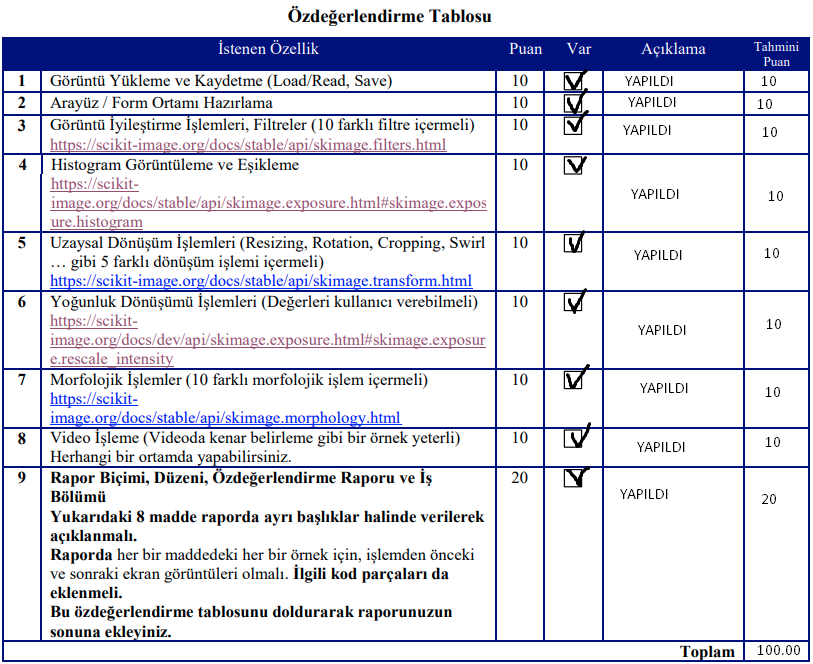 Özdeğerlendirme Tablosu
İstenen Özellik Puan Var Açıklama Tahmini Puan
1 Görüntü Yükleme ve Kaydetme (Load/Read, Save) 10 YAPILDI 10
2 Arayüz / Form Ortamı Hazırlama 10 YAPILDI 10
3 Görüntü İyileştirme İşlemleri, Filtreler (10 farklı filtre içermeli) 10 YAPILDI 10
https://scikit-image.org/docs/stable/api/skimage.filters.html
4 Histogram Görüntüleme ve Eşikleme 10 YAPILDI 10
https://scikit-
image.org/docs/stable/api/skimage.exposure.html#skimage.expos
ure.histogram
5 Uzaysal Dönüşüm İşlemleri (Resizing, Rotation, Cropping, Swirl 10 YAPILDI 10
… gibi 5 farklı dönüşüm işlemi içermeli)
https://scikit-image.org/docs/stable/api/skimage.transform.html
6 Yoğunluk Dönüşümü İşlemleri (Değerleri kullanıcı verebilmeli) 10 YAPILDI 10
https://scikit-
image.org/docs/dev/api/skimage.exposure.html#skimage.exposur
e.rescale_intensity
7 Morfolojik İşlemler (10 farklı morfolojik işlem içermeli) 10 YAPILDI 10
https://scikit-
image.org/docs/stable/api/skimage.morphology.html
8 Video İşleme (Videoda kenar belirleme gibi bir örnek yeterli) 10 YAPILDI 10
Herhangi bir ortamda yapabilirsiniz.
9 Rapor Biçimi, Düzeni, Özdeğerlendirme Raporu ve İş 20 YAPILDI 20
Bölümü
Yukarıdaki 8 madde raporda ayrı başlıklar halinde verilerek
açıklanmalı.
Raporda her bir maddedeki her bir örnek için, işlemden önceki
ve sonraki ekran görüntüleri olmalı. İlgili kod parçaları da
eklenmeli.
Bu özdeğerlendirme tablosunu doldurarak raporunuzun
sonuna ekleyiniz.
Toplam 100.00